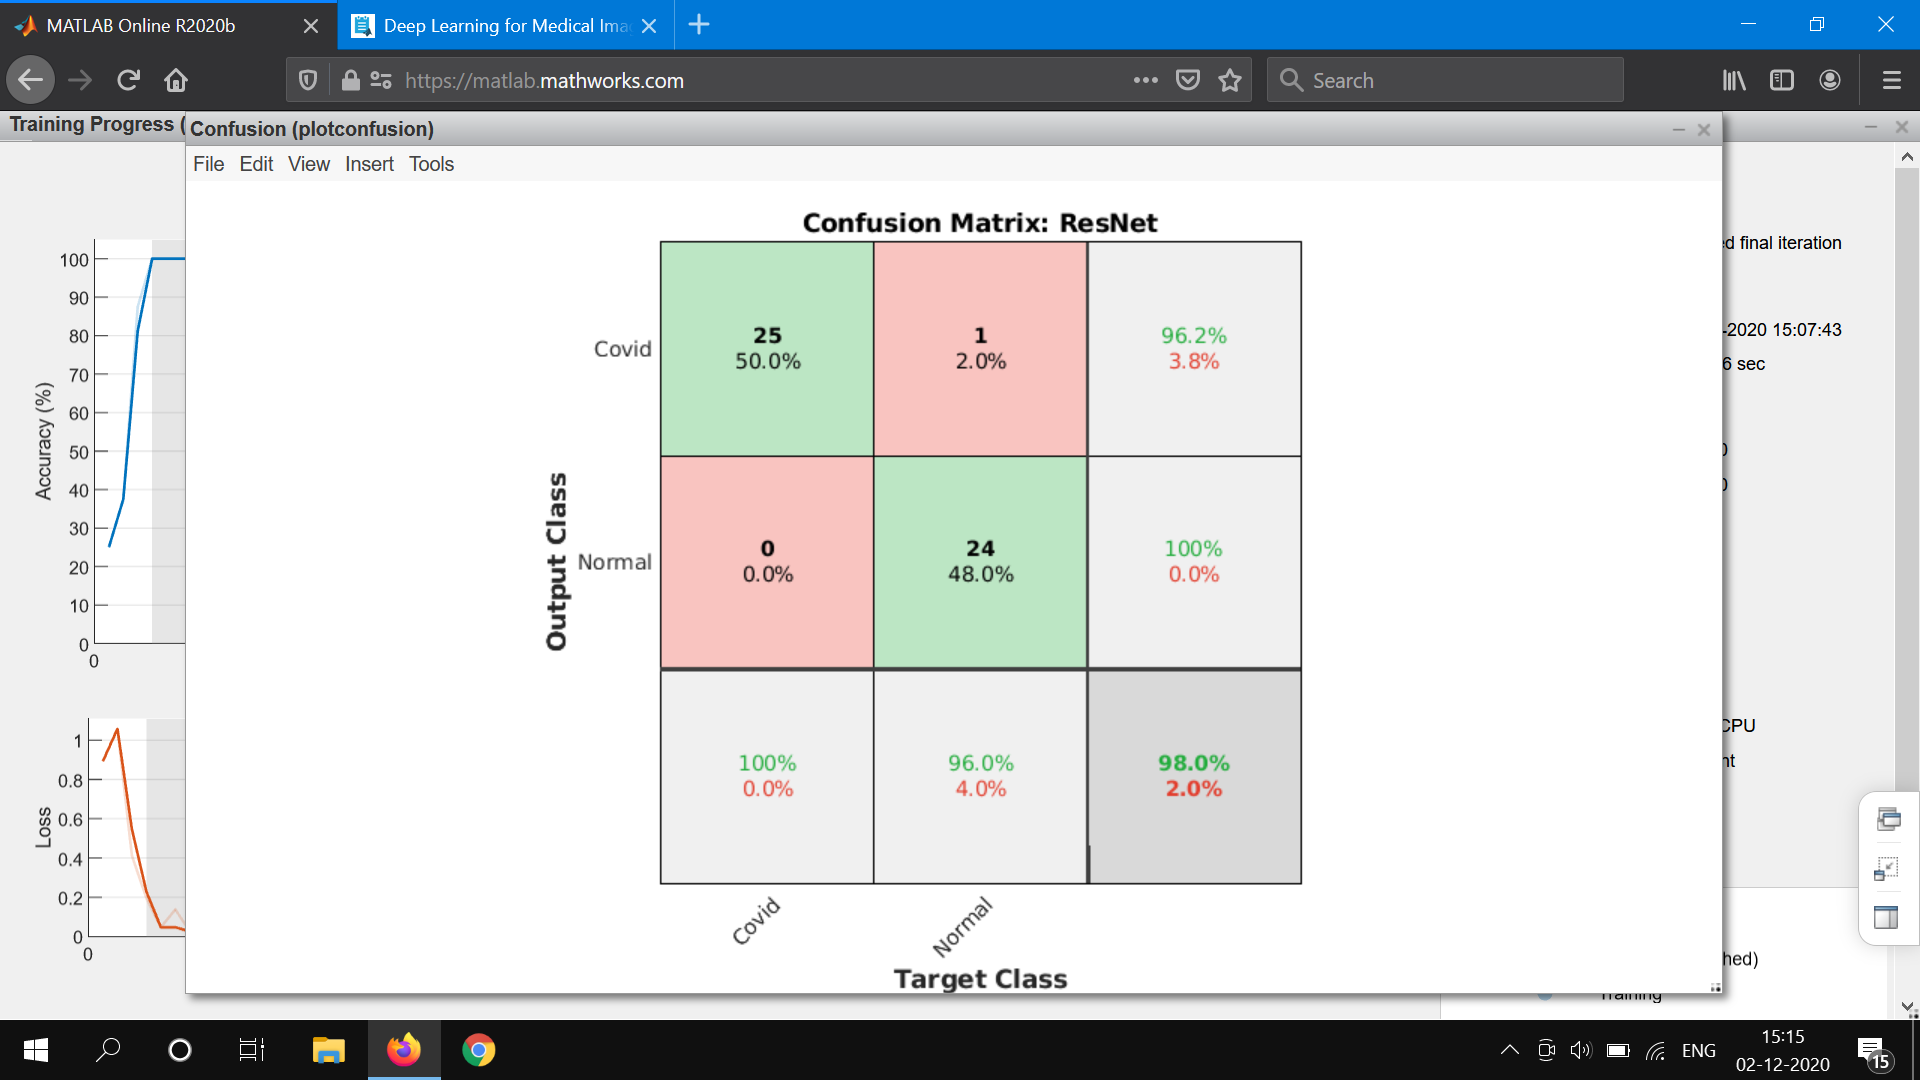 MATLAB Online R2020b
Deep Learning for Medical Ima
https://matlab.mathworks.com
Search
Training Progress (
Confusion (plotconfusion)
File Edit View Insert Tools
Confusion Matrix: ResNet
Covid
25
50.0%
1
2.0%
96.2%
3.8%
Normal
0
0.0%
24
48.0%
100%
0.0%
100%
0.0%
96.0%
4.0%
98.0%
2.0%
Covid
Normal
Output Class
Target Class
100
90
80
70
60
50
40
30
20
10
0
0
Accuracy (%)
1
0.8
0.6
0.4
0.2
0
0
Loss
d final iteration
-2020 15:07:43
6 sec
0
0
CPU
nt
hed)
Training
ENG
15:15
02-12-2020
15